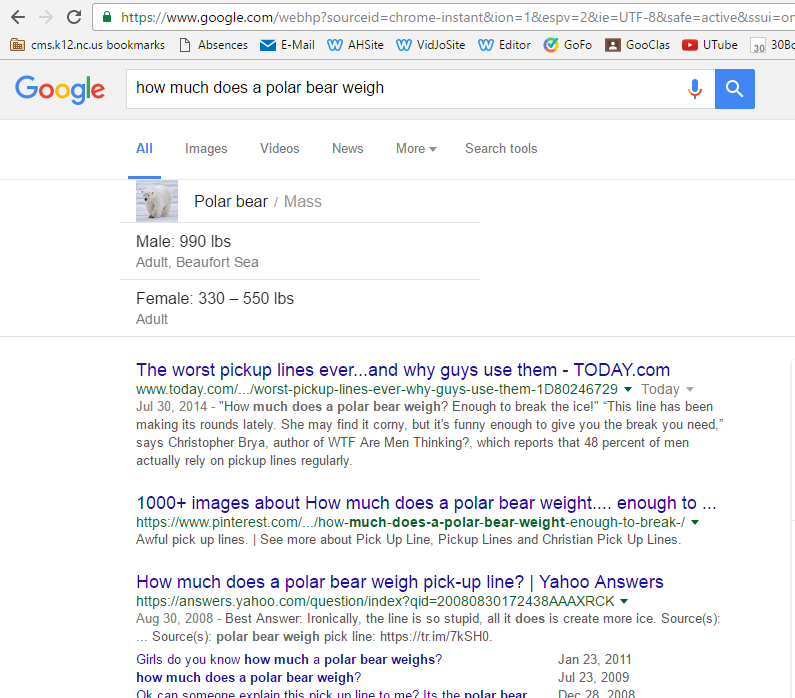 https://www.google.com/webhp?sourceid=chrome-instant&ion=1&espv=2&ie=UTF-8&safe=active&ssui=on
cms.k12.nc.us bookmarks Absences E-Mail AHSite VidJoSite Editor GoFo GooClas UTube 30 30Bo
Google how much does a polar bear weigh
All Images Videos News More Search tools
Polar bear / Mass
Male: 990 lbs
Adult, Beaufort Sea
Female: 330 – 550 lbs
Adult
The worst pickup lines ever...and why guys use them - TODAY.com
www.today.com/.../worst-pickup-lines-ever-why-guys-use-them-1D80246729 Today
Jul 30, 2014 - "How much does a polar bear weigh? Enough to break the ice!" “This line has been
making its rounds lately. She may find it corny, but it’s funny enough to give you the break you need,”
says Christopher Brya, author of WTF Are Men Thinking?, which reports that 48 percent of men
actually rely on pickup lines regularly.
1000+ images about How much does a polar bear weight.... enough to ...
https://www.pinterest.com/.../how-much-does-a-polar-bear-weight-enough-to-break-/
Awful pick up lines. | See more about Pick Up Line, Pickup Lines and Christian Pick Up Lines.
How much does a polar bear weigh pick-up line? | Yahoo Answers
https://answers.yahoo.com/question/index?qid=20080830172438AAAXRCK
Aug 30, 2008 - Best Answer: Ironically, the line is so stupid, all it does is create more ice. Source(s):
... Source(s): polar bear weigh pick line: https://tr.im/7kSH0.
Girls do you know how much a polar bear weighs? Jan 23, 2011
how much does a polar bear weigh? Jul 23, 2009
Ok can someone explain this pick up line to me? Its the polar bear Dec 28, 2008